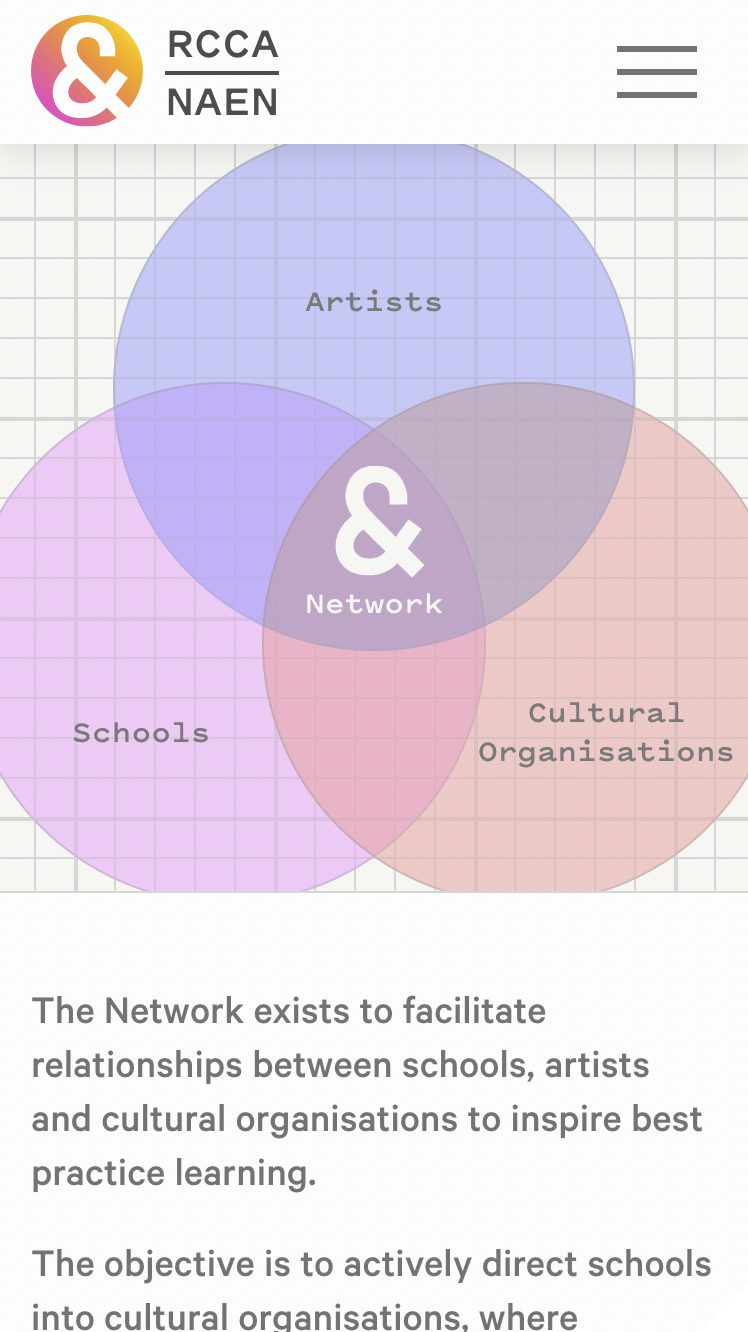 RCCA
NAEN
Artists
&
Network
Schools
Cultural
Organisations
The Network exists to facilitate
relationships between schools, artists
and cultural organisations to inspire best
practice learning.
The objective is to actively direct schools
into cultural organisations, where